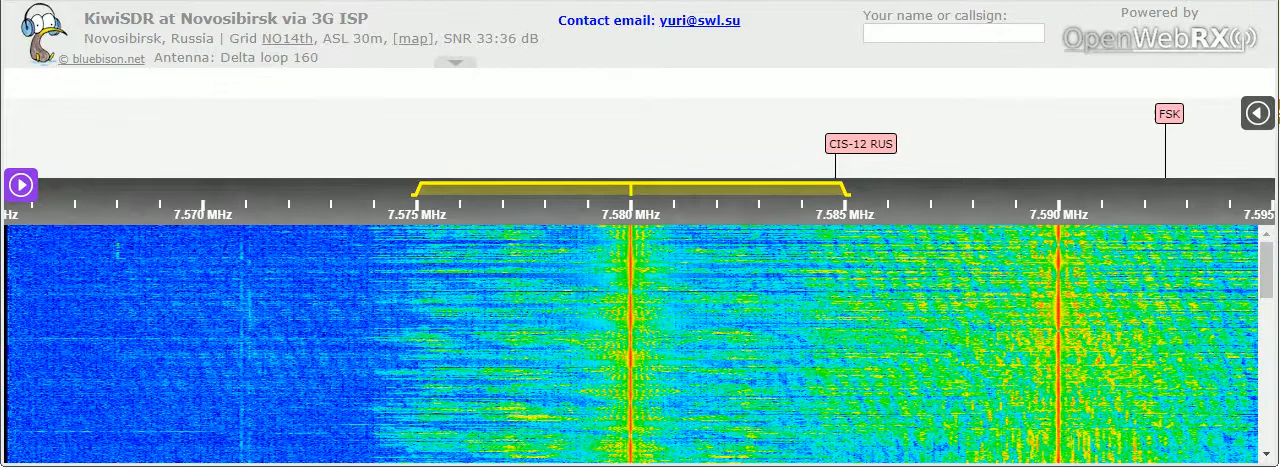 KiwiSDR at Novosibirsk via 3G ISP
Novosibirsk, Russia | Grid NO14th, ASL 30m, [map], SNR 33:36 dB
© bluebison.net Antenna: Delta loop 160
Contact email: yuri@swl.su
Your name or callsign:
Powered by
OpenWebRX
FSK
CIS-12 RUS
Hz 7.570 MHz 7.575 MHz 7.580 MHz 7.585 MHz 7.590 MHz 7.595